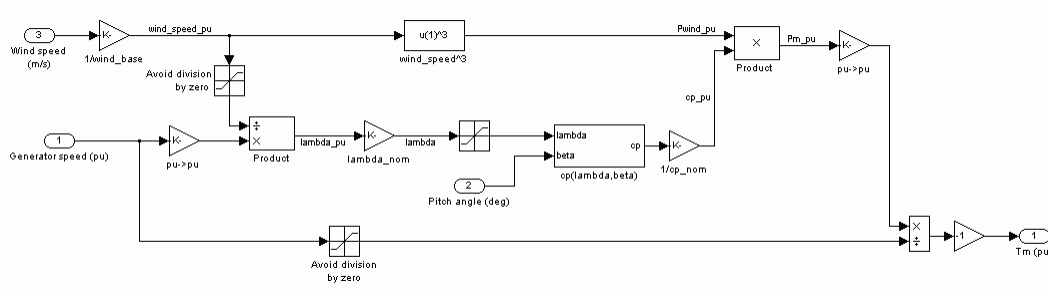 3
Wind speed
(m/s)
K-
1/wind_base
wind_speed_pu
u(1)^3
wind_speed^3
Pwind_pu
×
Product
Pm_pu
K-
pu->pu
Avoid division
by zero
cp_pu
1
Generator speed (pu)
K-
pu->pu
÷
×
Product
lambda_pu
K-
lambda_nom
lambda
lambda
beta
cp
cp(lambda,beta)
K-
1/cp_nom
2
Pitch angle (deg)
Avoid division
by zero
×
÷
-1
1
Tm (pu